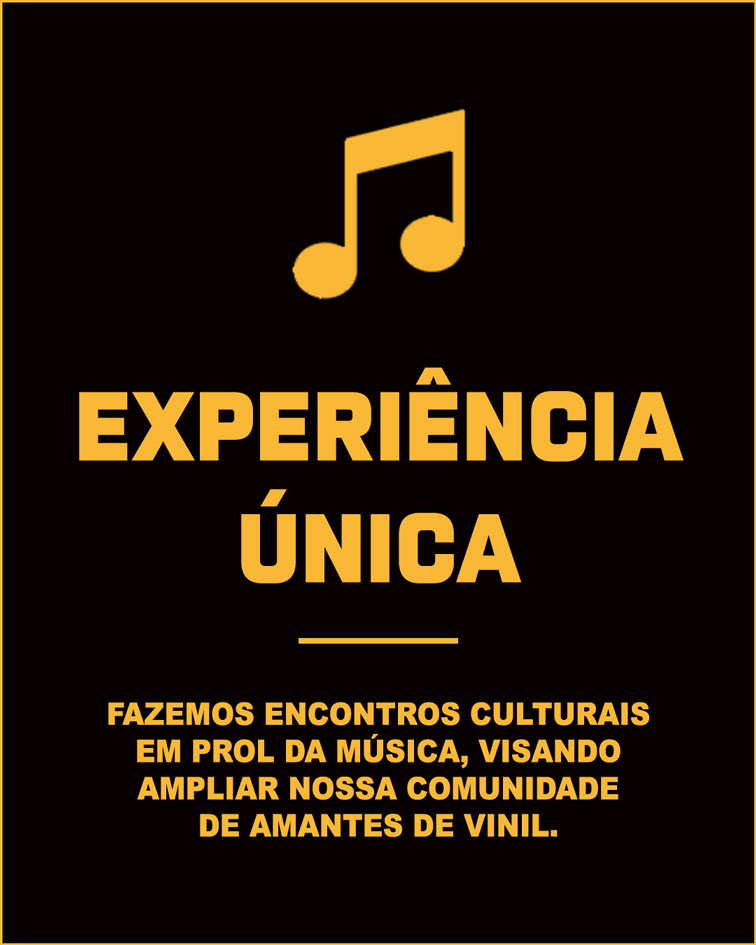 EXPERIÊNCIA
ÚNICA
FAZEMOS ENCONTROS CULTURAIS
EM PROL DA MÚSICA, VISANDO
AMPLIAR NOSSA COMUNIDADE
DE AMANTES DE VINIL.